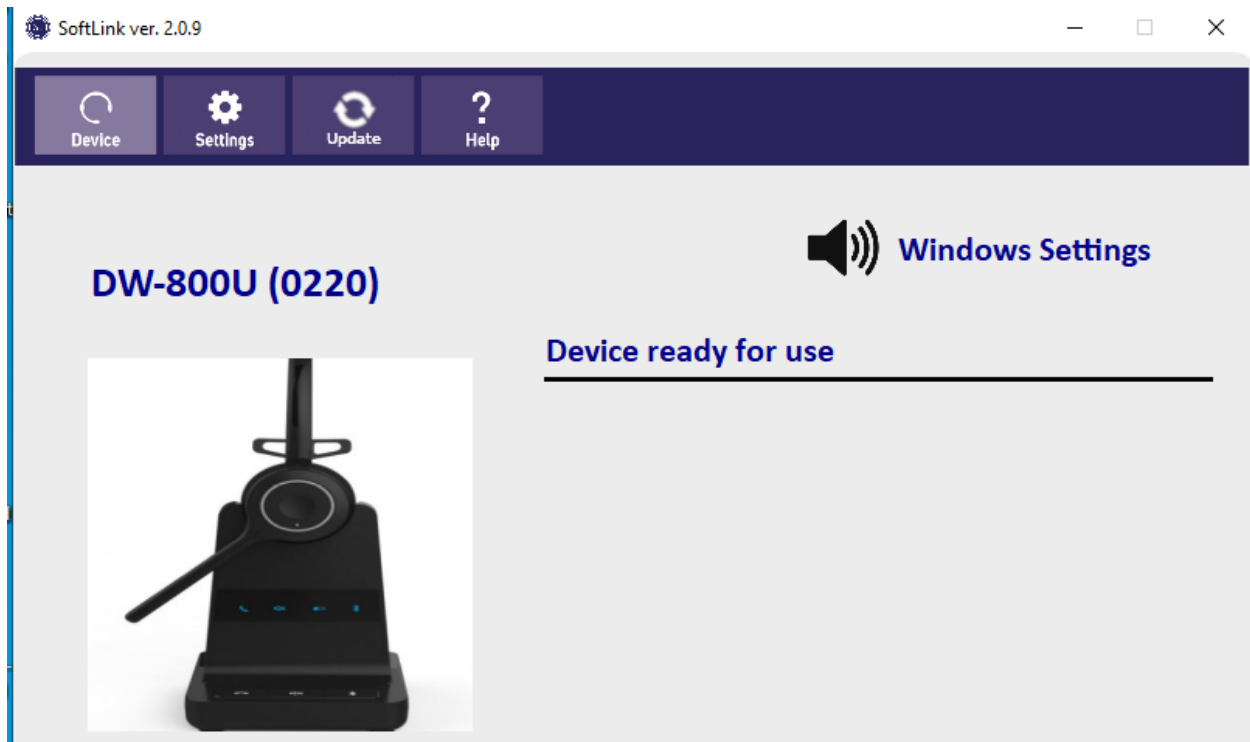 SoftLink ver. 2.0.9
Device
Settings
Update
Help
Windows Settings
DW-800U (0220)
Device ready for use